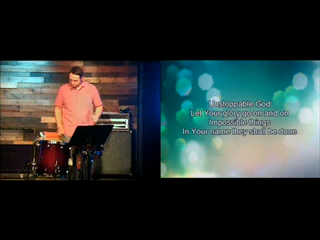 Unstoppable God
Let Your glory go on and on
Impossible things
In Your name they shall be done